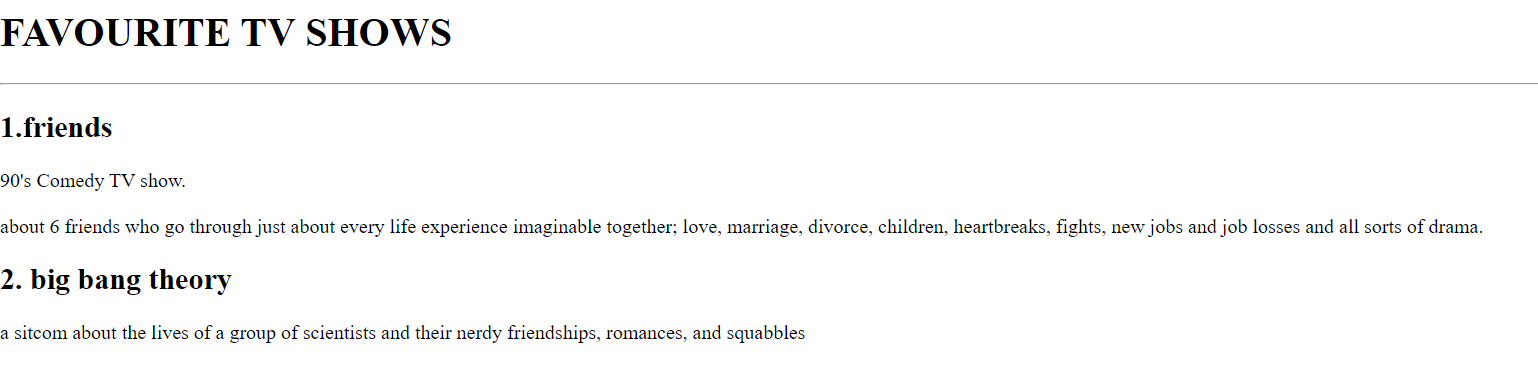 FAVOURITE TV SHOWS
1.friends
90's Comedy TV show.
about 6 friends who go through just about every life experience imaginable together; love, marriage, divorce, children, heartbreaks, fights, new jobs and job losses and all sorts of drama.
2. big bang theory
a sitcom about the lives of a group of scientists and their nerdy friendships, romances, and squabbles